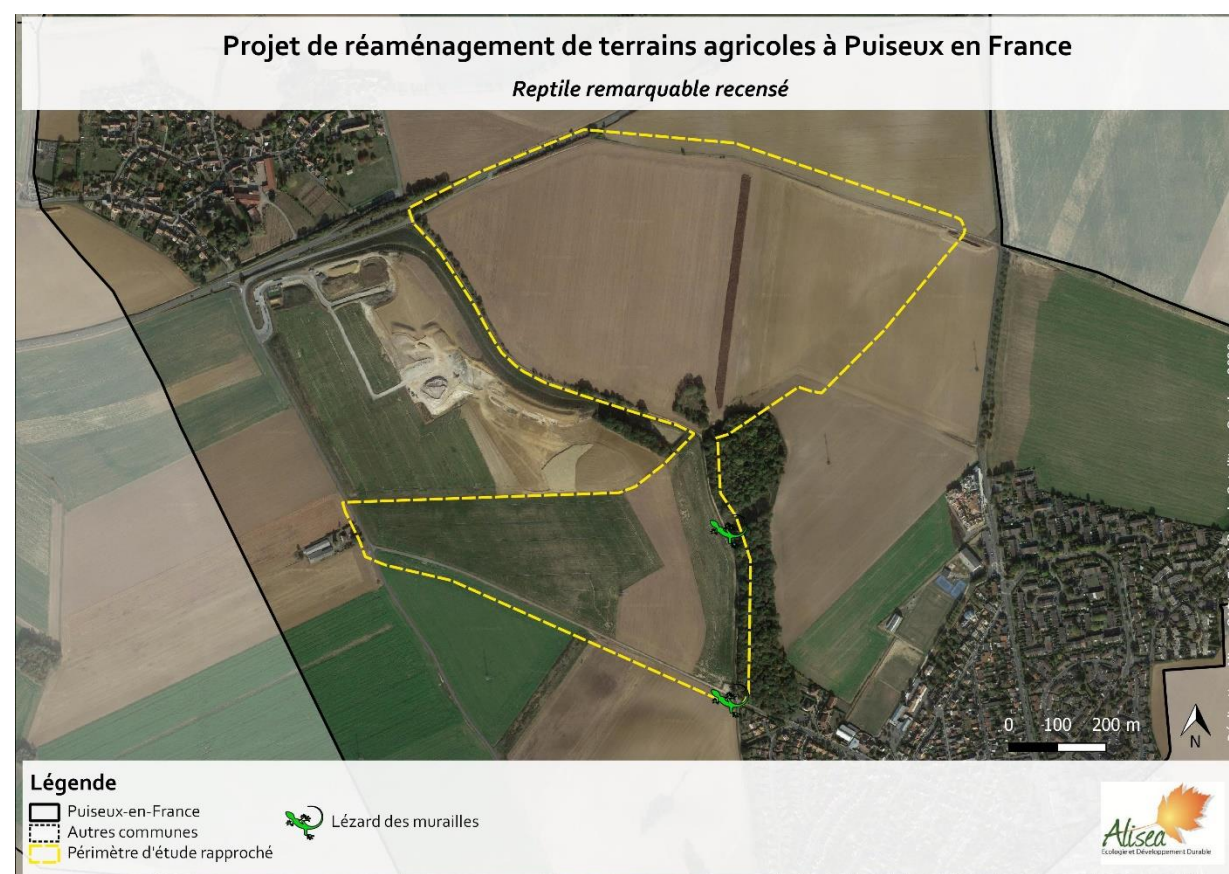 Projet de réaménagement de terrains agricoles à Puiseux en France
Reptile remarquable recensé
0 100 200 m
N
Légende
Puiseux-en-France
Autres communes
Périmètre d'étude rapproché
Lézard des murailles
Alisea
Ecologie et Développement Durable